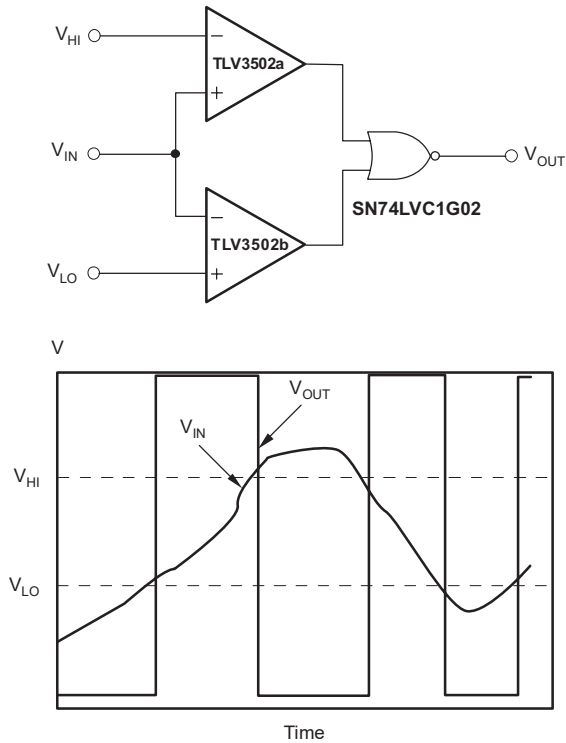 V_HI
−
TLV3502a
+
V_IN
V_OUT
SN74LVC1G02
−
TLV3502b
V_LO
+
V
V_OUT
V_IN
V_HI
V_LO
Time